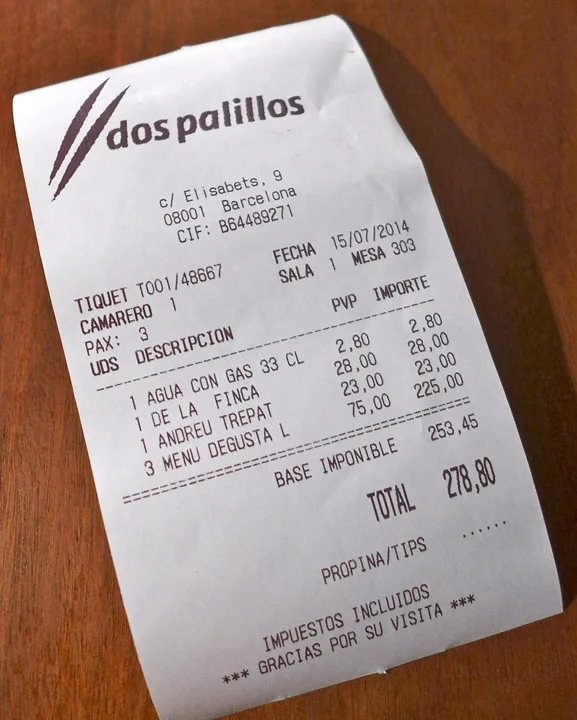 dos palillos
c/ Elisabets, 9
08001 Barcelona
CIF: B64489271
TIQUET T001/48667 FECHA 15/07/2014
CAMARERO 1 SALA 1 MESA 303
PAX: 3
UDS DESCRIPCION PVP IMPORTE
1 AGUA CON GAS 33 CL 2,80 2,80
1 DE LA FINCA 28,00 28,00
1 ANDREU TREPAT 23,00 23,00
3 MENU DEGUSTA L 75,00 225,00
BASE IMPONIBLE 253,45
TOTAL 278,80
PROPINA/TIPS ......
IMPUESTOS INCLUIDOS
*** GRACIAS POR SU VISITA ***